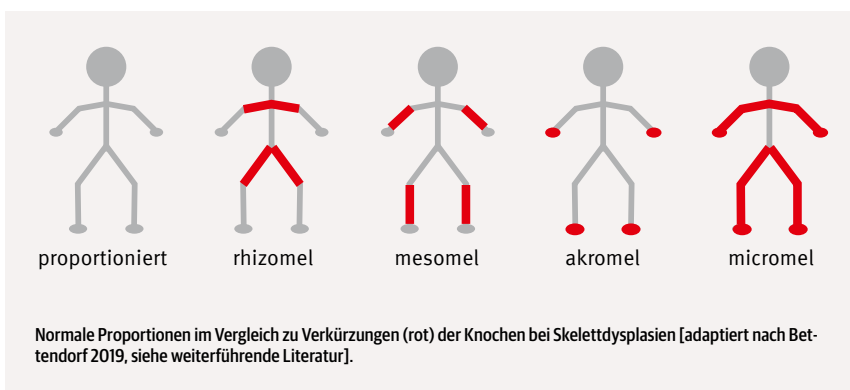 proportioniert rhizomel mesomel akromel micromel
Normale Proportionen im Vergleich zu Verkürzungen (rot) der Knochen bei Skelettdysplasien [adaptiert nach Bet-
tendorf 2019, siehe weiterführende Literatur].